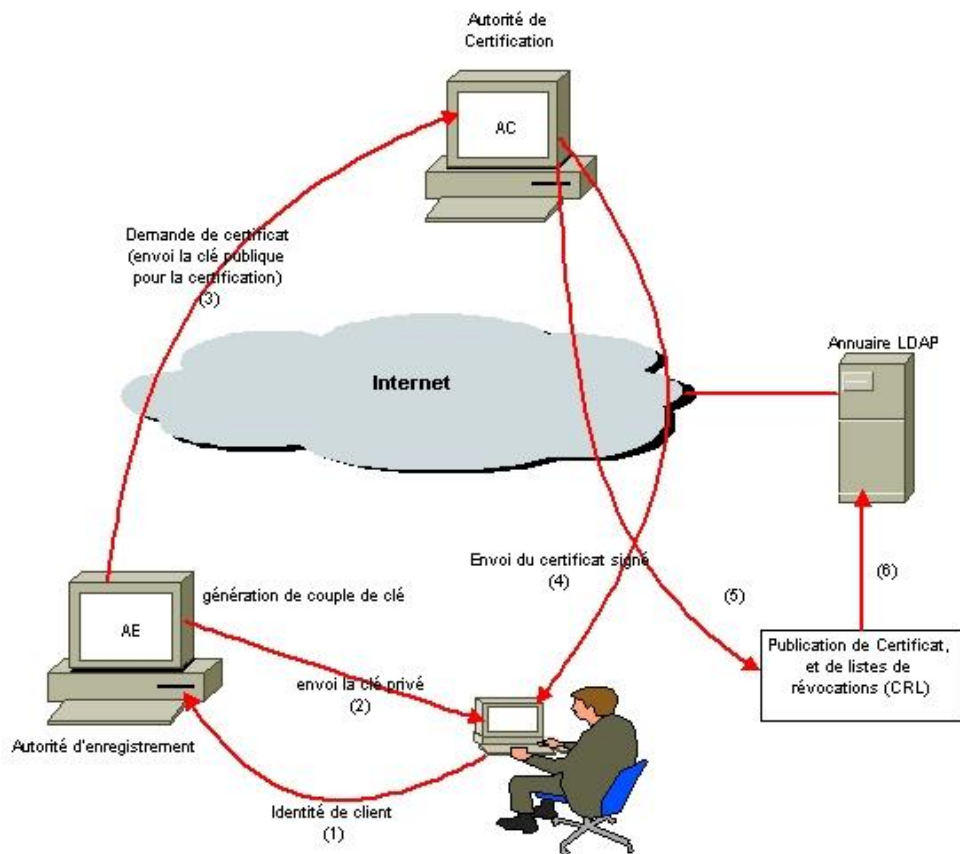 Autorité de
Certification
AC
Demande de certificat
(envoi la clé publique
pour la certification)
(3)
Annuaire LDAP
Internet
Envoi du certificat signé
(4)
(6)
(5)
génération de couple de clé
AE
Publication de Certificat,
et de listes de
révocations (CRL)
envoi la clé privé
(2)
Autorité d'enregistrement
Identité de client
(1)